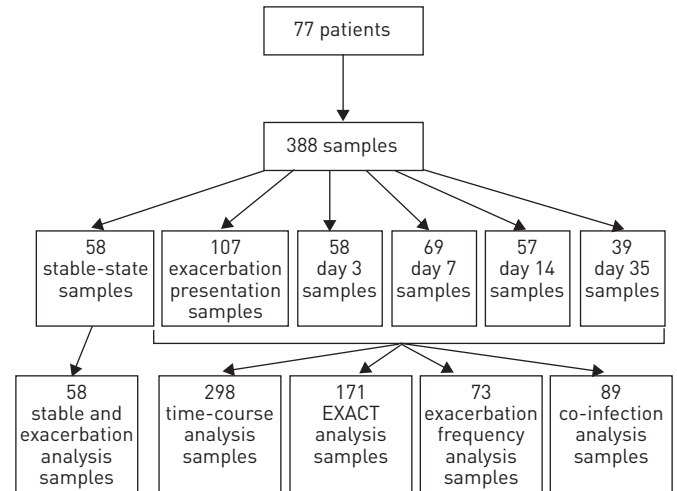 77 patients
388 samples
58
stable-state
samples
107
exacerbation
presentation
samples
58
day 3
samples
69
day 7
samples
57
day 14
samples
39
day 35
samples
58
stable and
exacerbation
analysis
samples
298
time-course
analysis
samples
171
EXACT
analysis
samples
73
exacerbation
frequency
analysis
samples
89
co-infection
analysis
samples